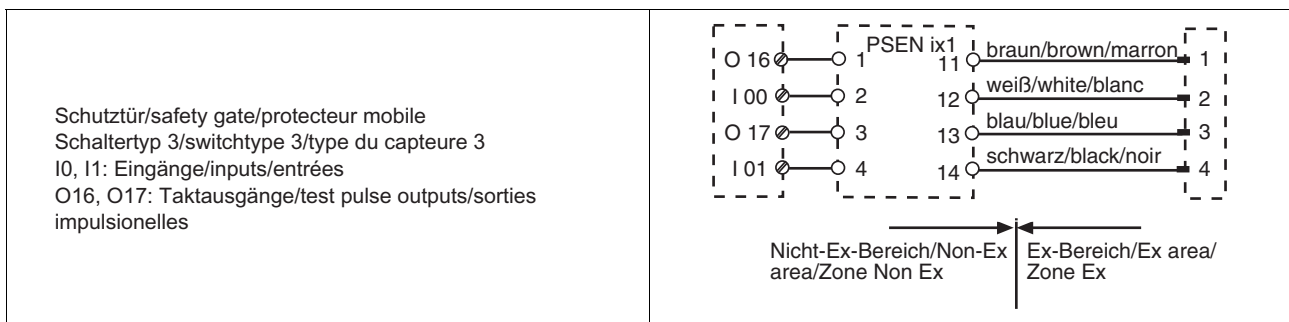 Schutztür/safety gate/protecteur mobile
Schaltertyp 3/switchtype 3/type du capteure 3
I0, I1: Eingänge/inputs/entrées
O16, O17: Taktausgänge/test pulse outputs/sorties
impulsionelles
PSEN ix1
O 16 1 11 braun/brown/marron 1
I 00 2 12 weiß/white/blanc 2
O 17 3 13 blau/blue/bleu 3
I 01 4 14 schwarz/black/noir 4
Nicht-Ex-Bereich/Non-Ex
area/Zone Non Ex
Ex-Bereich/Ex area/
Zone Ex